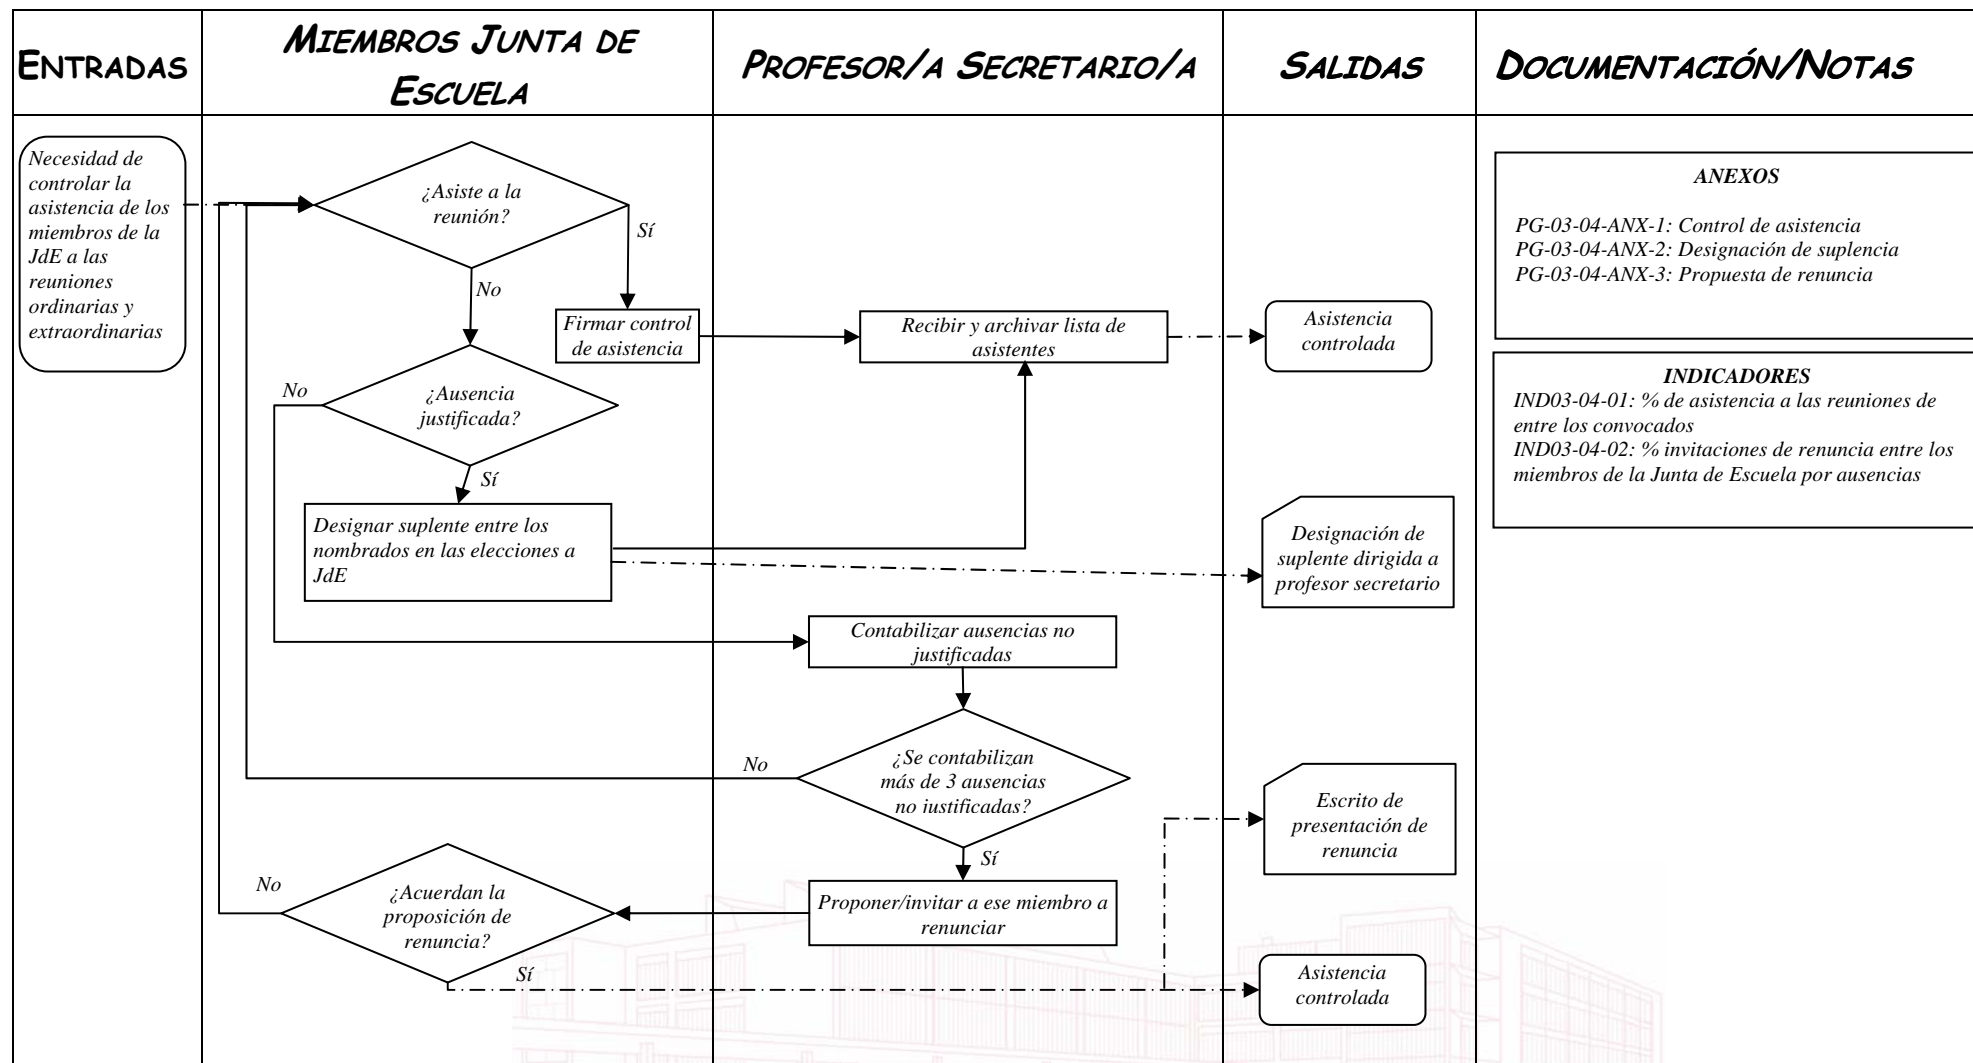 ENTRADAS
MIEMBROS JUNTA DE
ESCUELA
PROFESOR/A SECRETARIO/A
SALIDAS
DOCUMENTACIÓN/NOTAS
Necesidad de
controlar la
asistencia de los
miembros de la
JdE a las
reuniones
ordinarias y
extraordinarias
¿Asiste a la
reunión?
Sí
No
Firmar control
de asistencia
Recibir y archivar lista de
asistentes
Asistencia
controlada
¿Ausencia
justificada?
No
Sí
Designar suplente entre los
nombrados en las elecciones a
JdE
Designación de
suplente dirigida a
profesor secretario
Contabilizar ausencias no
justificadas
¿Se contabilizan
más de 3 ausencias
no iustificadas?
No
Sí
Proponer/invitar a ese miembro a
renunciar
¿Acuerdan la
proposición de
renuncia?
No
Sí
Escrito de
presentación de
renuncia
Asistencia
controlada
ANEXOS
PG-03-04-ANX-1: Control de asistencia
PG-03-04-ANX-2: Designación de suplencia
PG-03-04-ANX-3: Propuesta de renuncia
INDICADORES
IND03-04-01: % de asistencia a las reuniones de
entre los convocados
IND03-04-02: % invitaciones de renuncia entre los
miembros de la Junta de Escuela por ausencias